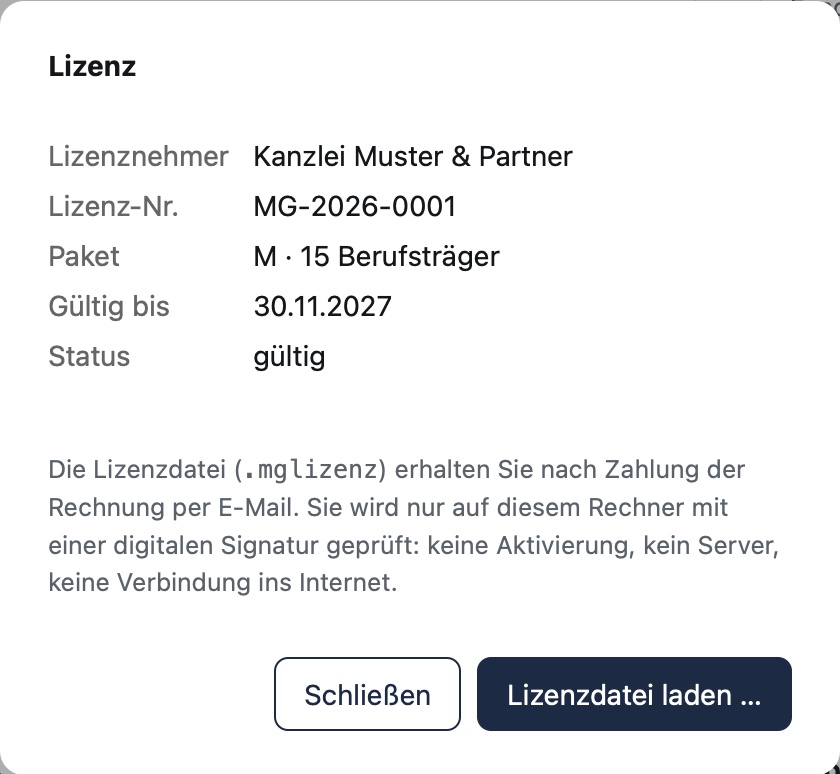 Lizenz
Lizenznehmer Kanzlei Muster & Partner
Lizenz-Nr. MG-2026-0001
Paket M · 15 Berufsträger
Gültig bis 30.11.2027
Status gültig
Die Lizenzdatei (.mglizenz) erhalten Sie nach Zahlung der
Rechnung per E-Mail. Sie wird nur auf diesem Rechner mit
einer digitalen Signatur geprüft: keine Aktivierung, kein Server,
keine Verbindung ins Internet.
Schließen Lizenzdatei laden ...